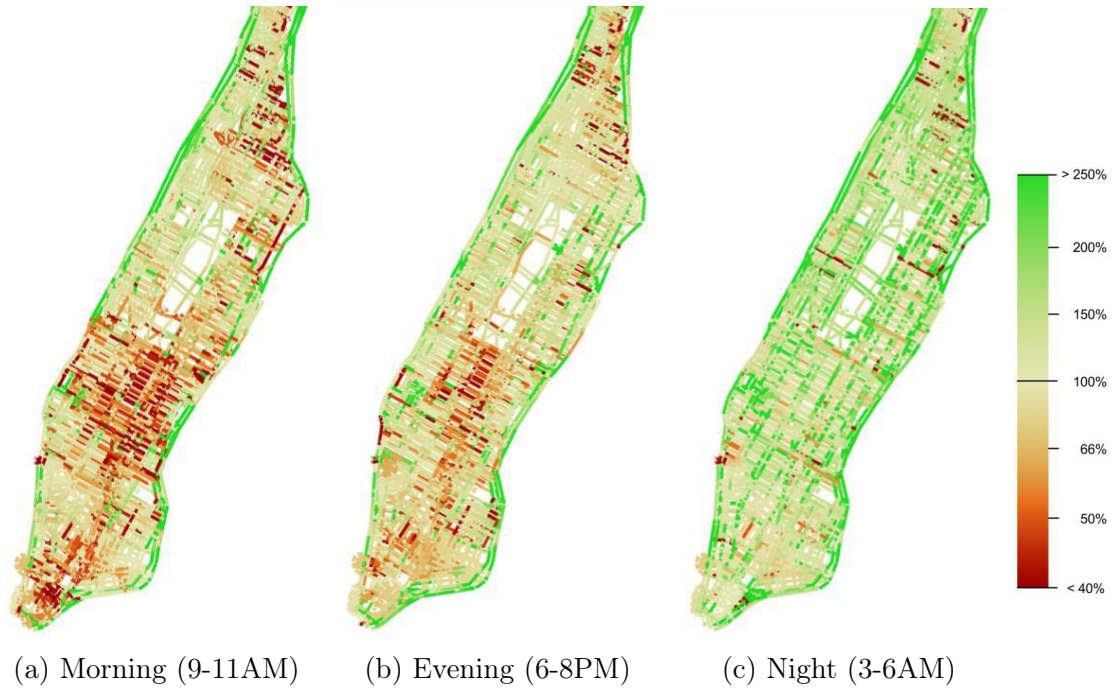 > 250%
200%
150%
100%
66%
50%
< 40%
(a) Morning (9-11AM)
(b) Evening (6-8PM)
(c) Night (3-6AM)